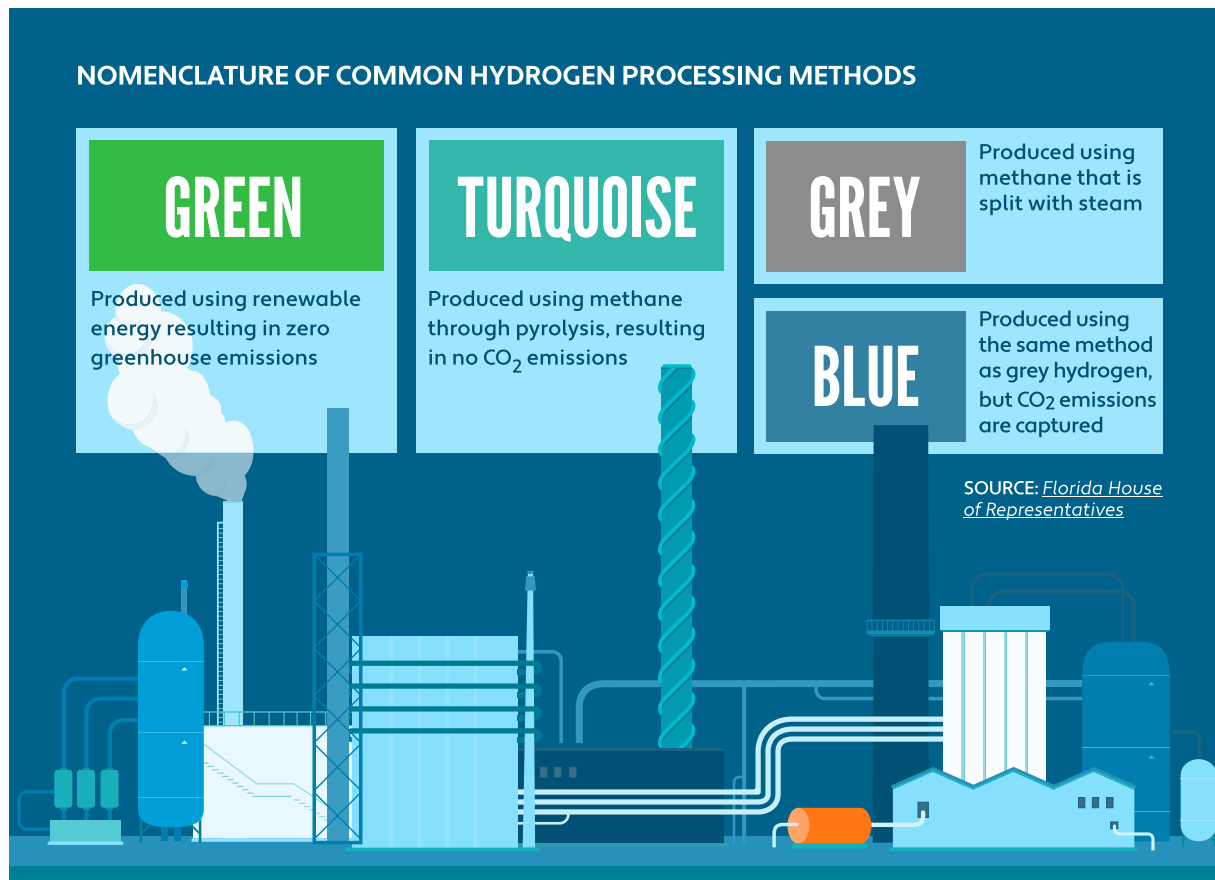 NOMENCLATURE OF COMMON HYDROGEN PROCESSING METHODS
GREEN
Produced using renewable
energy resulting in zero
greenhouse emissions
TURQUOISE
Produced using methane
through pyrolysis, resulting
in no CO2 emissions
GREY
Produced using
methane that is
split with steam
BLUE
Produced using
the same method
as grey hydrogen,
but CO2 emissions
are captured
SOURCE: Florida House
of Representatives